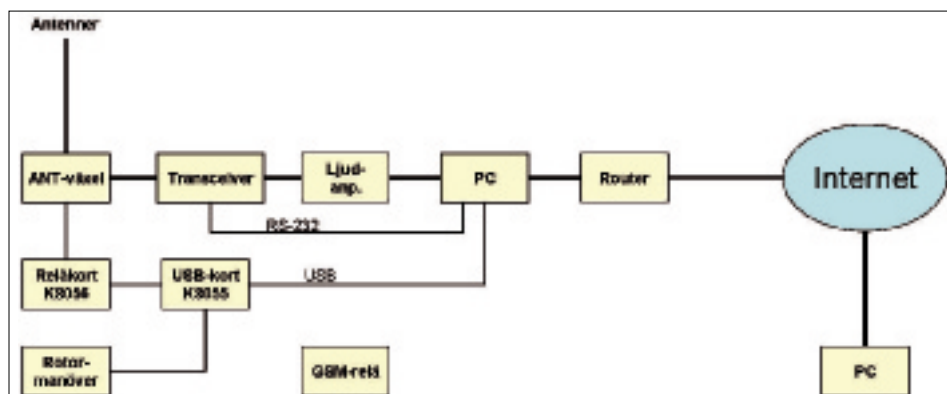 Antenner
ANT-växel
Transceiver
Ljud-
anp.
PC
Router
Internet
RS-232
Reläkort
K8056
USB-kort
K8055
USB
Rotor-
manöver
GSM-relä
PC